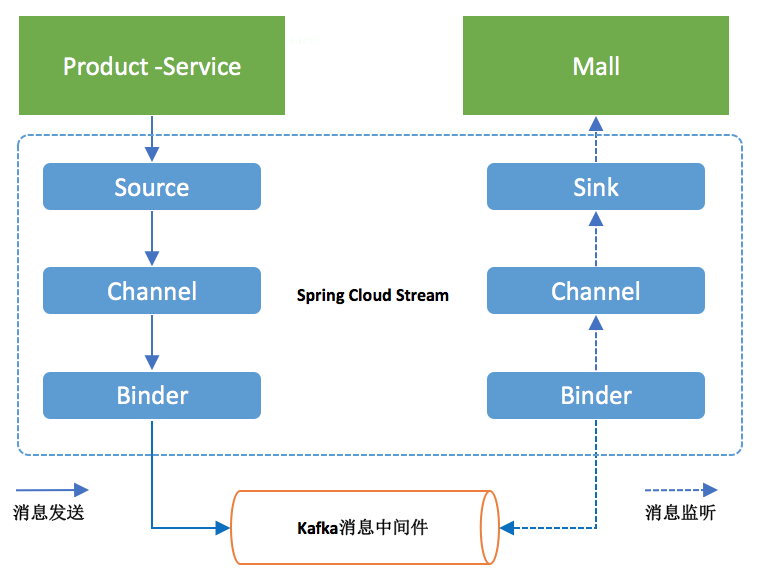 Product -Service
Mall
Source
Sink
Channel
Spring Cloud Stream
Channel
Binder
Binder
消息发送
Kafka消息中间件
消息监听